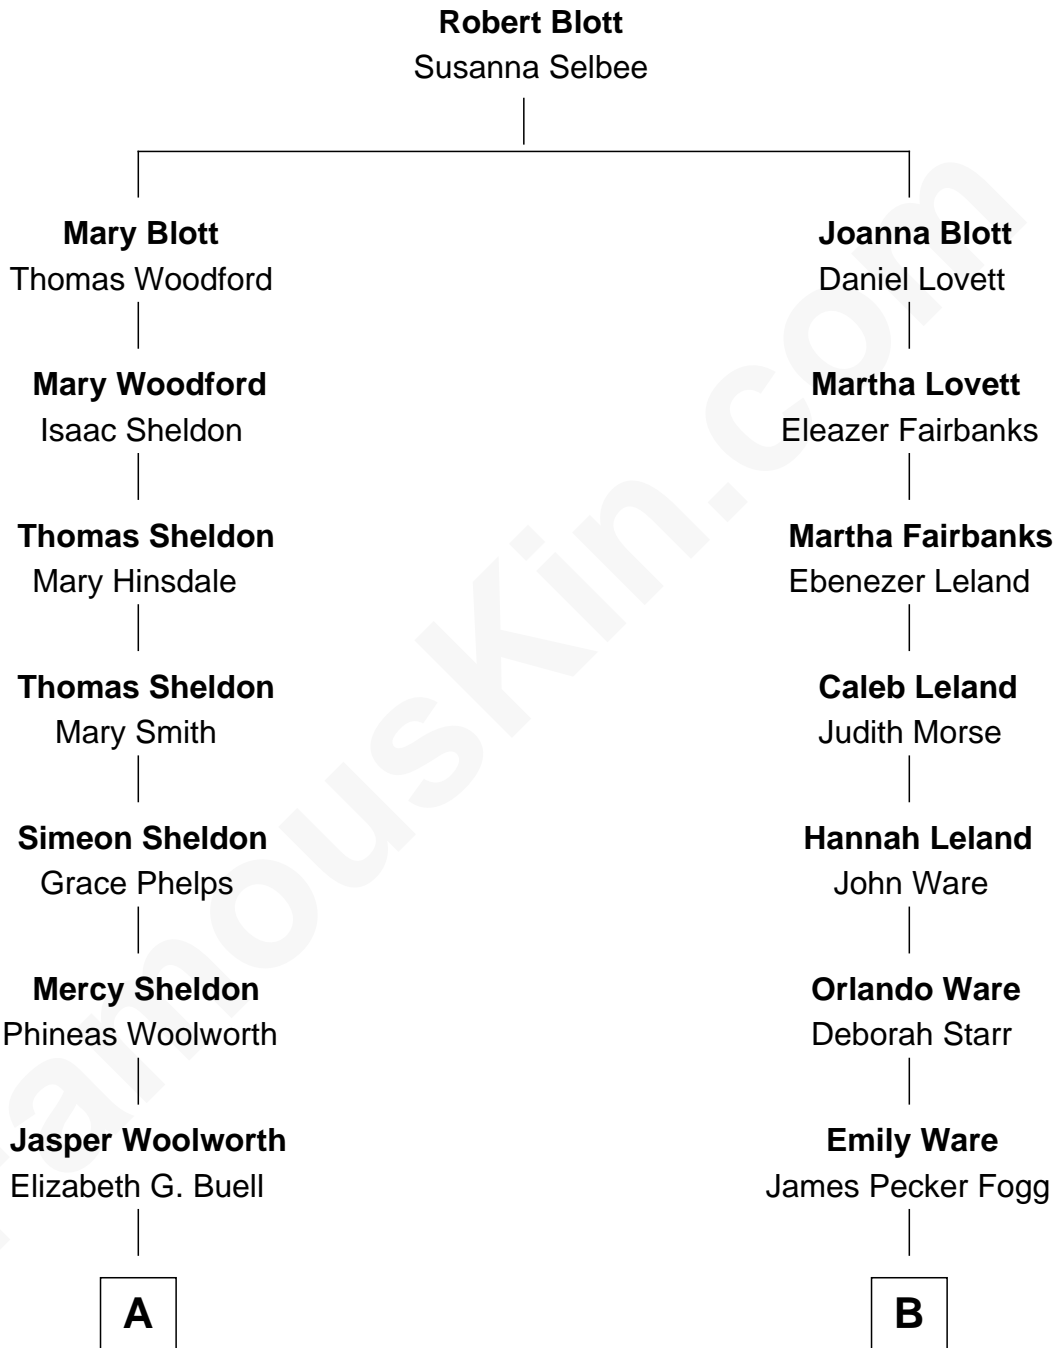 Robert Blott
Susanna Selbee
Mary Blott
Thomas Woodford
Joanna Blott
Daniel Lovett
Mary Woodford
Isaac Sheldon
Martha Lovett
Eleazer Fairbanks
Thomas Sheldon
Mary Hinsdale
Martha Fairbanks
Ebenezer Leland
Thomas Sheldon
Mary Smith
Caleb Leland
Judith Morse
Simeon Sheldon
Grace Phelps
Hannah Leland
John Ware
Mercy Sheldon
Phineas Woolworth
Orlando Ware
Deborah Starr
Jasper Woolworth
Elizabeth G. Buell
Emily Ware
James Pecker Fogg
A
B
FamousKin.com